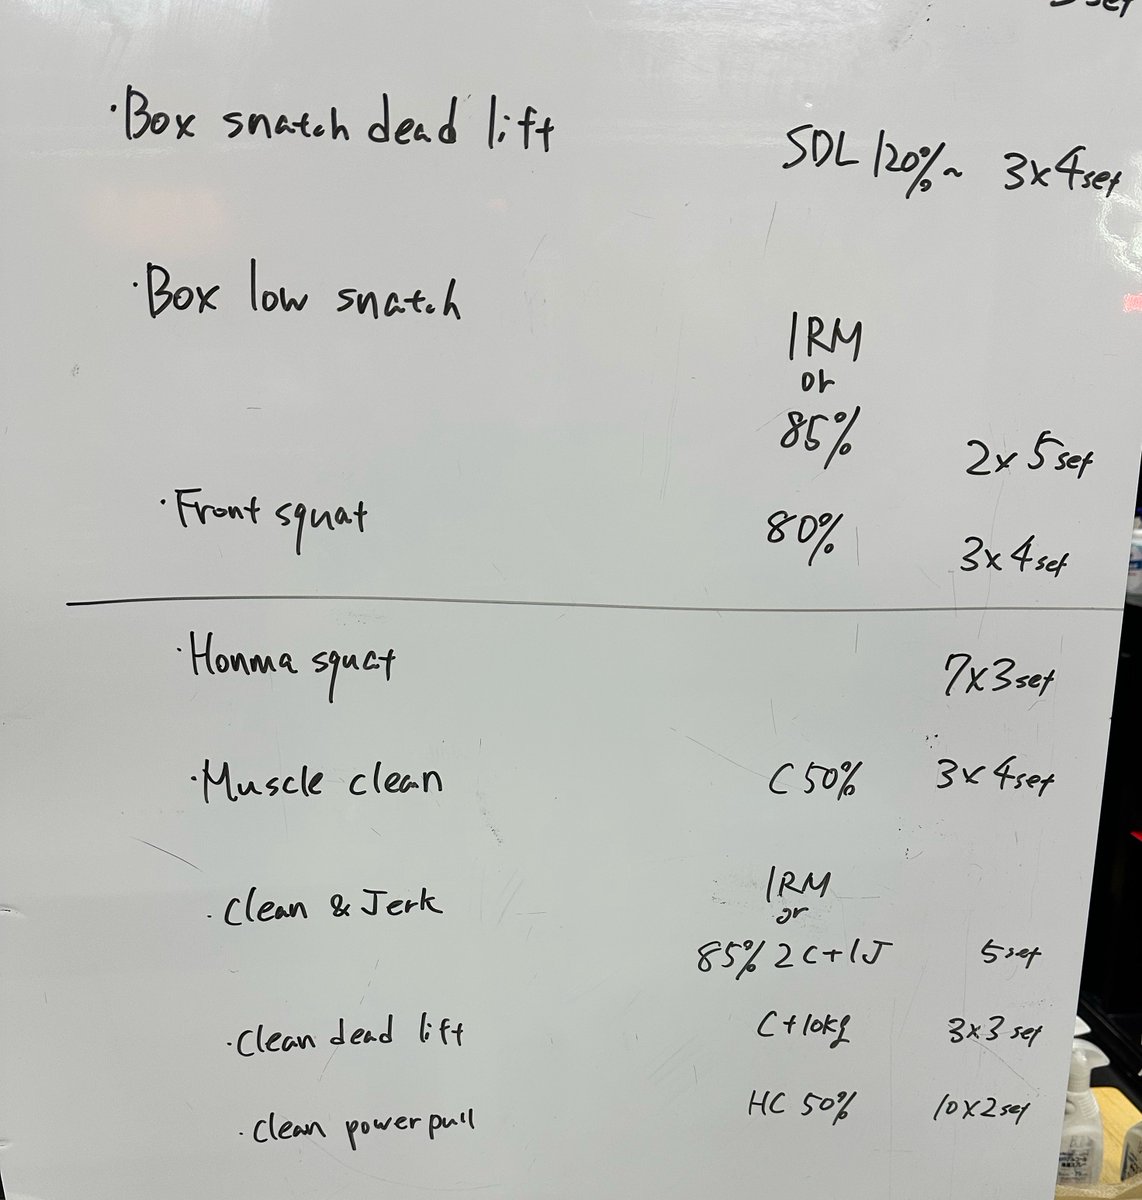 set
・Box snatch dead lift SDL 120%~ 3x4set
・Box low snatch 1RM
or
85% 2x5set
・Front squat 80% 3x4set
・Honma squat 7x3set
・Muscle clean C50% 3x4set
・Clean & Jerk 1RM
or
85% 2C+1J 5set
・Clean dead lift C+10kg 3x3set
・Clean power pull HC 50% 10x2set